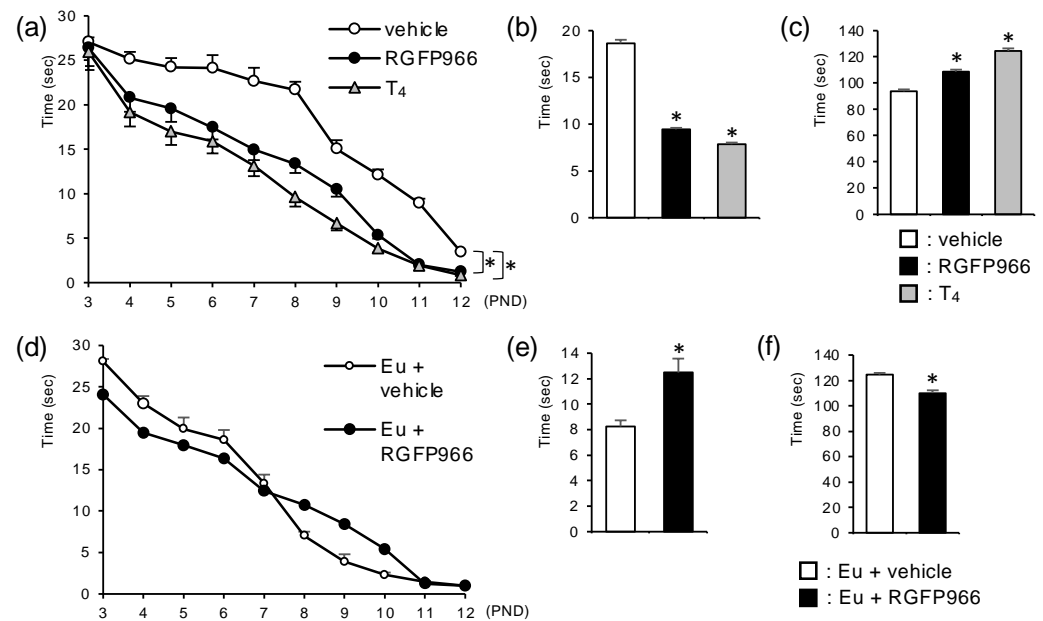 (a)
30
25
20
15
10
5
0
Time (sec)
3 4 5 6 7 8 9 10 11 12 (PND)
vehicle
RGFP966
T4
* *
(b)
20
15
10
5
0
Time (sec)
* *
(c)
140
120
100
80
60
40
20
0
Time (sec)
* *
: vehicle
: RGFP966
: T4
(d)
30
25
20
15
10
5
0
Time (sec)
3 4 5 6 7 8 9 10 11 12 (PND)
Eu +
vehicle
Eu +
RGFP966
(e)
14
12
10
8
6
4
2
0
Time (sec)
*
(f)
140
120
100
80
60
40
20
0
Time (sec)
*
: Eu + vehicle
: Eu + RGFP966